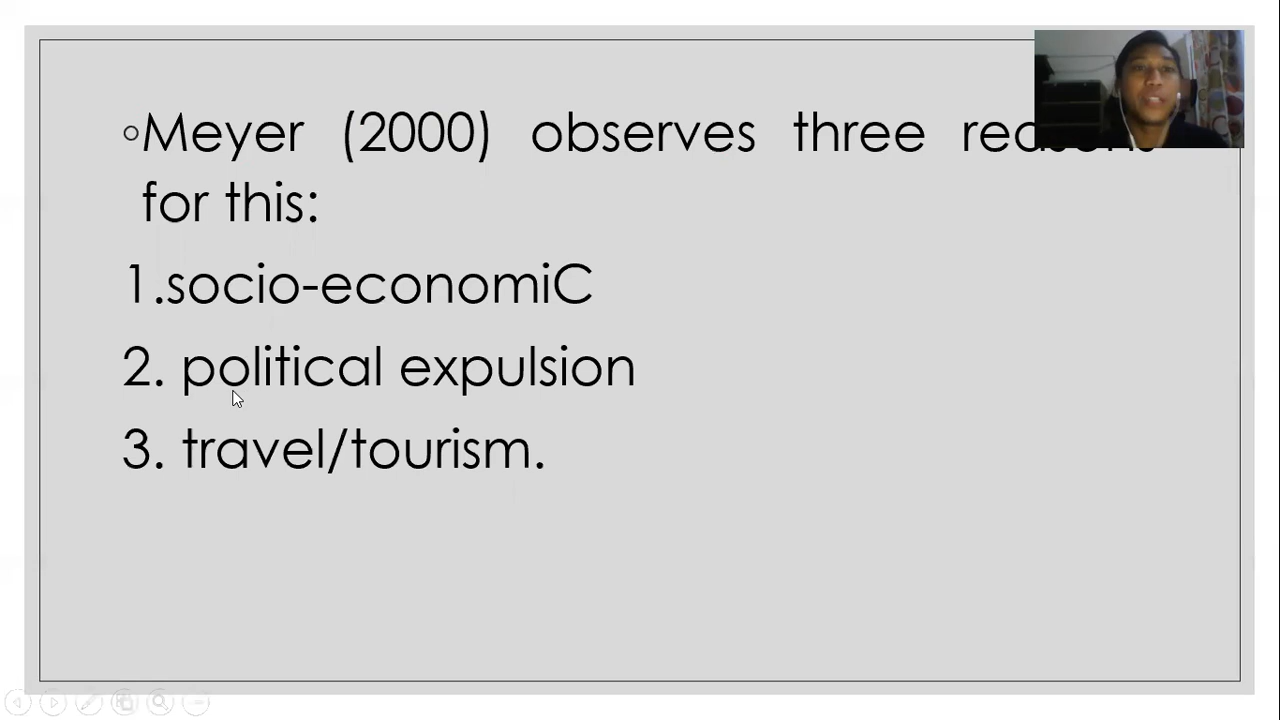 ◦Meyer (2000) observes three reasons
for this:
1.socio-economiC
2. political expulsion
3. travel/tourism.